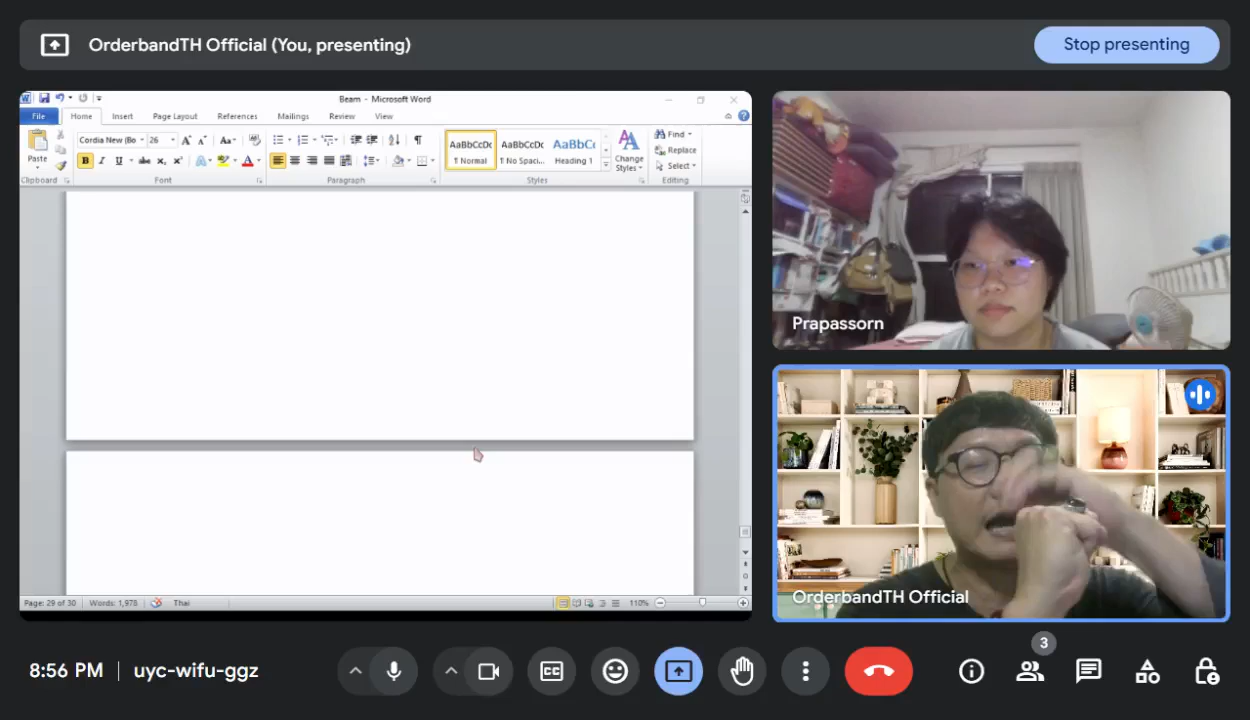 OrderbandTH Official (You, presenting)
Stop presenting
Beam - Microsoft Word
File Home Insert Page Layout References Mailings Review View
Cordia New (Bo 26
Paste
AaBbCcDc AaBbCcDc AaBbCc
¶ Normal ¶ No Spaci... Heading 1
Change
Styles
Find
Replace
Select
Clipboard Font Paragraph Styles Editing
Prapassorn
OrderbandTH Official
Page: 29 of 30 Words: 1,978 Thai 110%
8:56 PM uyc-wifu-ggz
CC
3